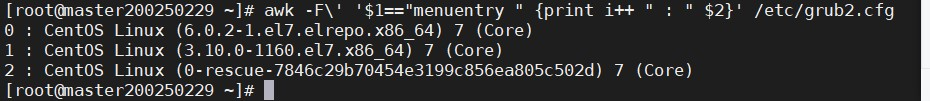 [root@master200250229 ~]# awk -F\' '$1=="menuentry " {print i++ " : " $2}' /etc/grub2.cfg
0 : CentOS Linux (6.0.2-1.el7.elrepo.x86_64) 7 (Core)
1 : CentOS Linux (3.10.0-1160.el7.x86_64) 7 (Core)
2 : CentOS Linux (0-rescue-7846c29b70454e3199c856ea805c502d) 7 (Core)
[root@master200250229 ~]#